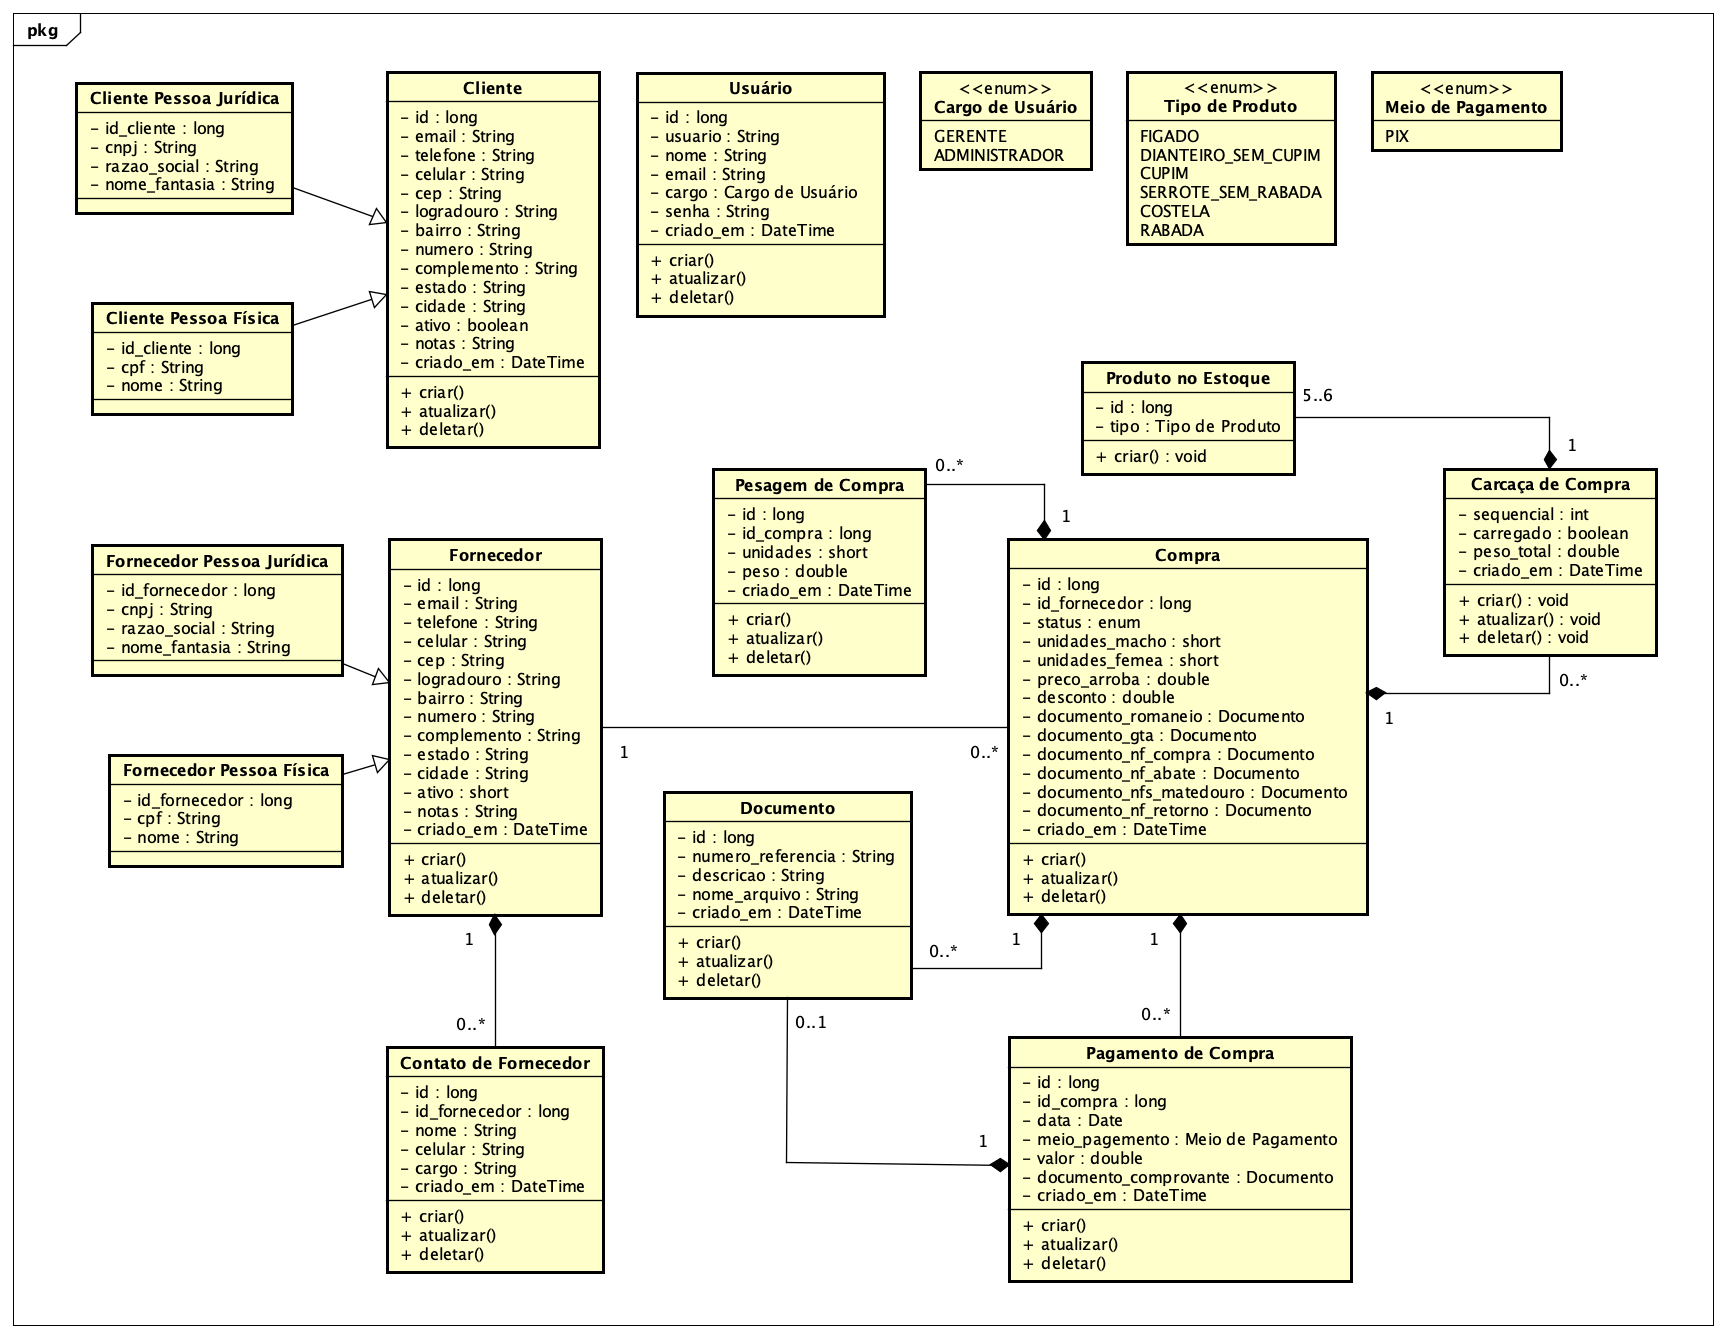 pkg
Cliente Pessoa Jurídica
- id_cliente : long
- cnpj : String
- razao_social : String
- nome_fantasia : String
Cliente Pessoa Física
- id_cliente : long
- cpf : String
- nome : String
Cliente
- id : long
- email : String
- telefone : String
- celular : String
- cep : String
- logradouro : String
- bairro : String
- numero : String
- complemento : String
- estado : String
- cidade : String
- ativo : boolean
- notas : String
- criado_em : DateTime
+ criar()
+ atualizar()
+ deletar()
Usuário
- id : long
- usuario : String
- nome : String
- email : String
- cargo : Cargo de Usuário
- senha : String
- criado_em : DateTime
+ criar()
+ atualizar()
+ deletar()
<<enum>>
Cargo de Usuário
GERENTE
ADMINISTRADOR
<<enum>>
Tipo de Produto
FIGADO
DIANTEIRO_SEM_CUPIM
CUPIM
SERROTE_SEM_RABADA
COSTELA
RABADA
<<enum>>
Meio de Pagamento
PIX
Produto no Estoque
- id : long
- tipo : Tipo de Produto
+ criar() : void
5..6
1
Carcaça de Compra
- sequencial : int
- carregado : boolean
- peso_total : double
- criado_em : DateTime
+ criar() : void
+ atualizar() : void
+ deletar() : void
0..*
1
Pesagem de Compra
- id : long
- id_compra : long
- unidades : short
- peso : double
- criado_em : DateTime
+ criar()
+ atualizar()
+ deletar()
0..*
1
Fornecedor Pessoa Jurídica
- id_fornecedor : long
- cnpj : String
- razao_social : String
- nome_fantasia : String
Fornecedor Pessoa Física
- id_fornecedor : long
- cpf : String
- nome : String
Fornecedor
- id : long
- email : String
- telefone : String
- celular : String
- cep : String
- logradouro : String
- bairro : String
- numero : String
- complemento : String
- estado : String
- cidade : String
- ativo : short
- notas : String
- criado_em : DateTime
+ criar()
+ atualizar()
+ deletar()
1
0..*
Compra
- id : long
- id_fornecedor : long
- status : enum
- unidades_macho : short
- unidades_femea : short
- preco_arroba : double
- desconto : double
- documento_romaneio : Documento
- documento_gta : Documento
- documento_nf_compra : Documento
- documento_nf_abate : Documento
- documento_nfs_matedouro : Documento
- documento_nf_retorno : Documento
- criado_em : DateTime
+ criar()
+ atualizar()
+ deletar()
Documento
- id : long
- numero_referencia : String
- descricao : String
- nome_arquivo : String
- criado_em : DateTime
+ criar()
+ atualizar()
+ deletar()
0..*
1
1
0..*
0..1
1
1
0..*
Contato de Fornecedor
- id : long
- id_fornecedor : long
- nome : String
- celular : String
- cargo : String
- criado_em : DateTime
+ criar()
+ atualizar()
+ deletar()
Pagamento de Compra
- id : long
- id_compra : long
- data : Date
- meio_pagemento : Meio de Pagamento
- valor : double
- documento_comprovante : Documento
- criado_em : DateTime
+ criar()
+ atualizar()
+ deletar()